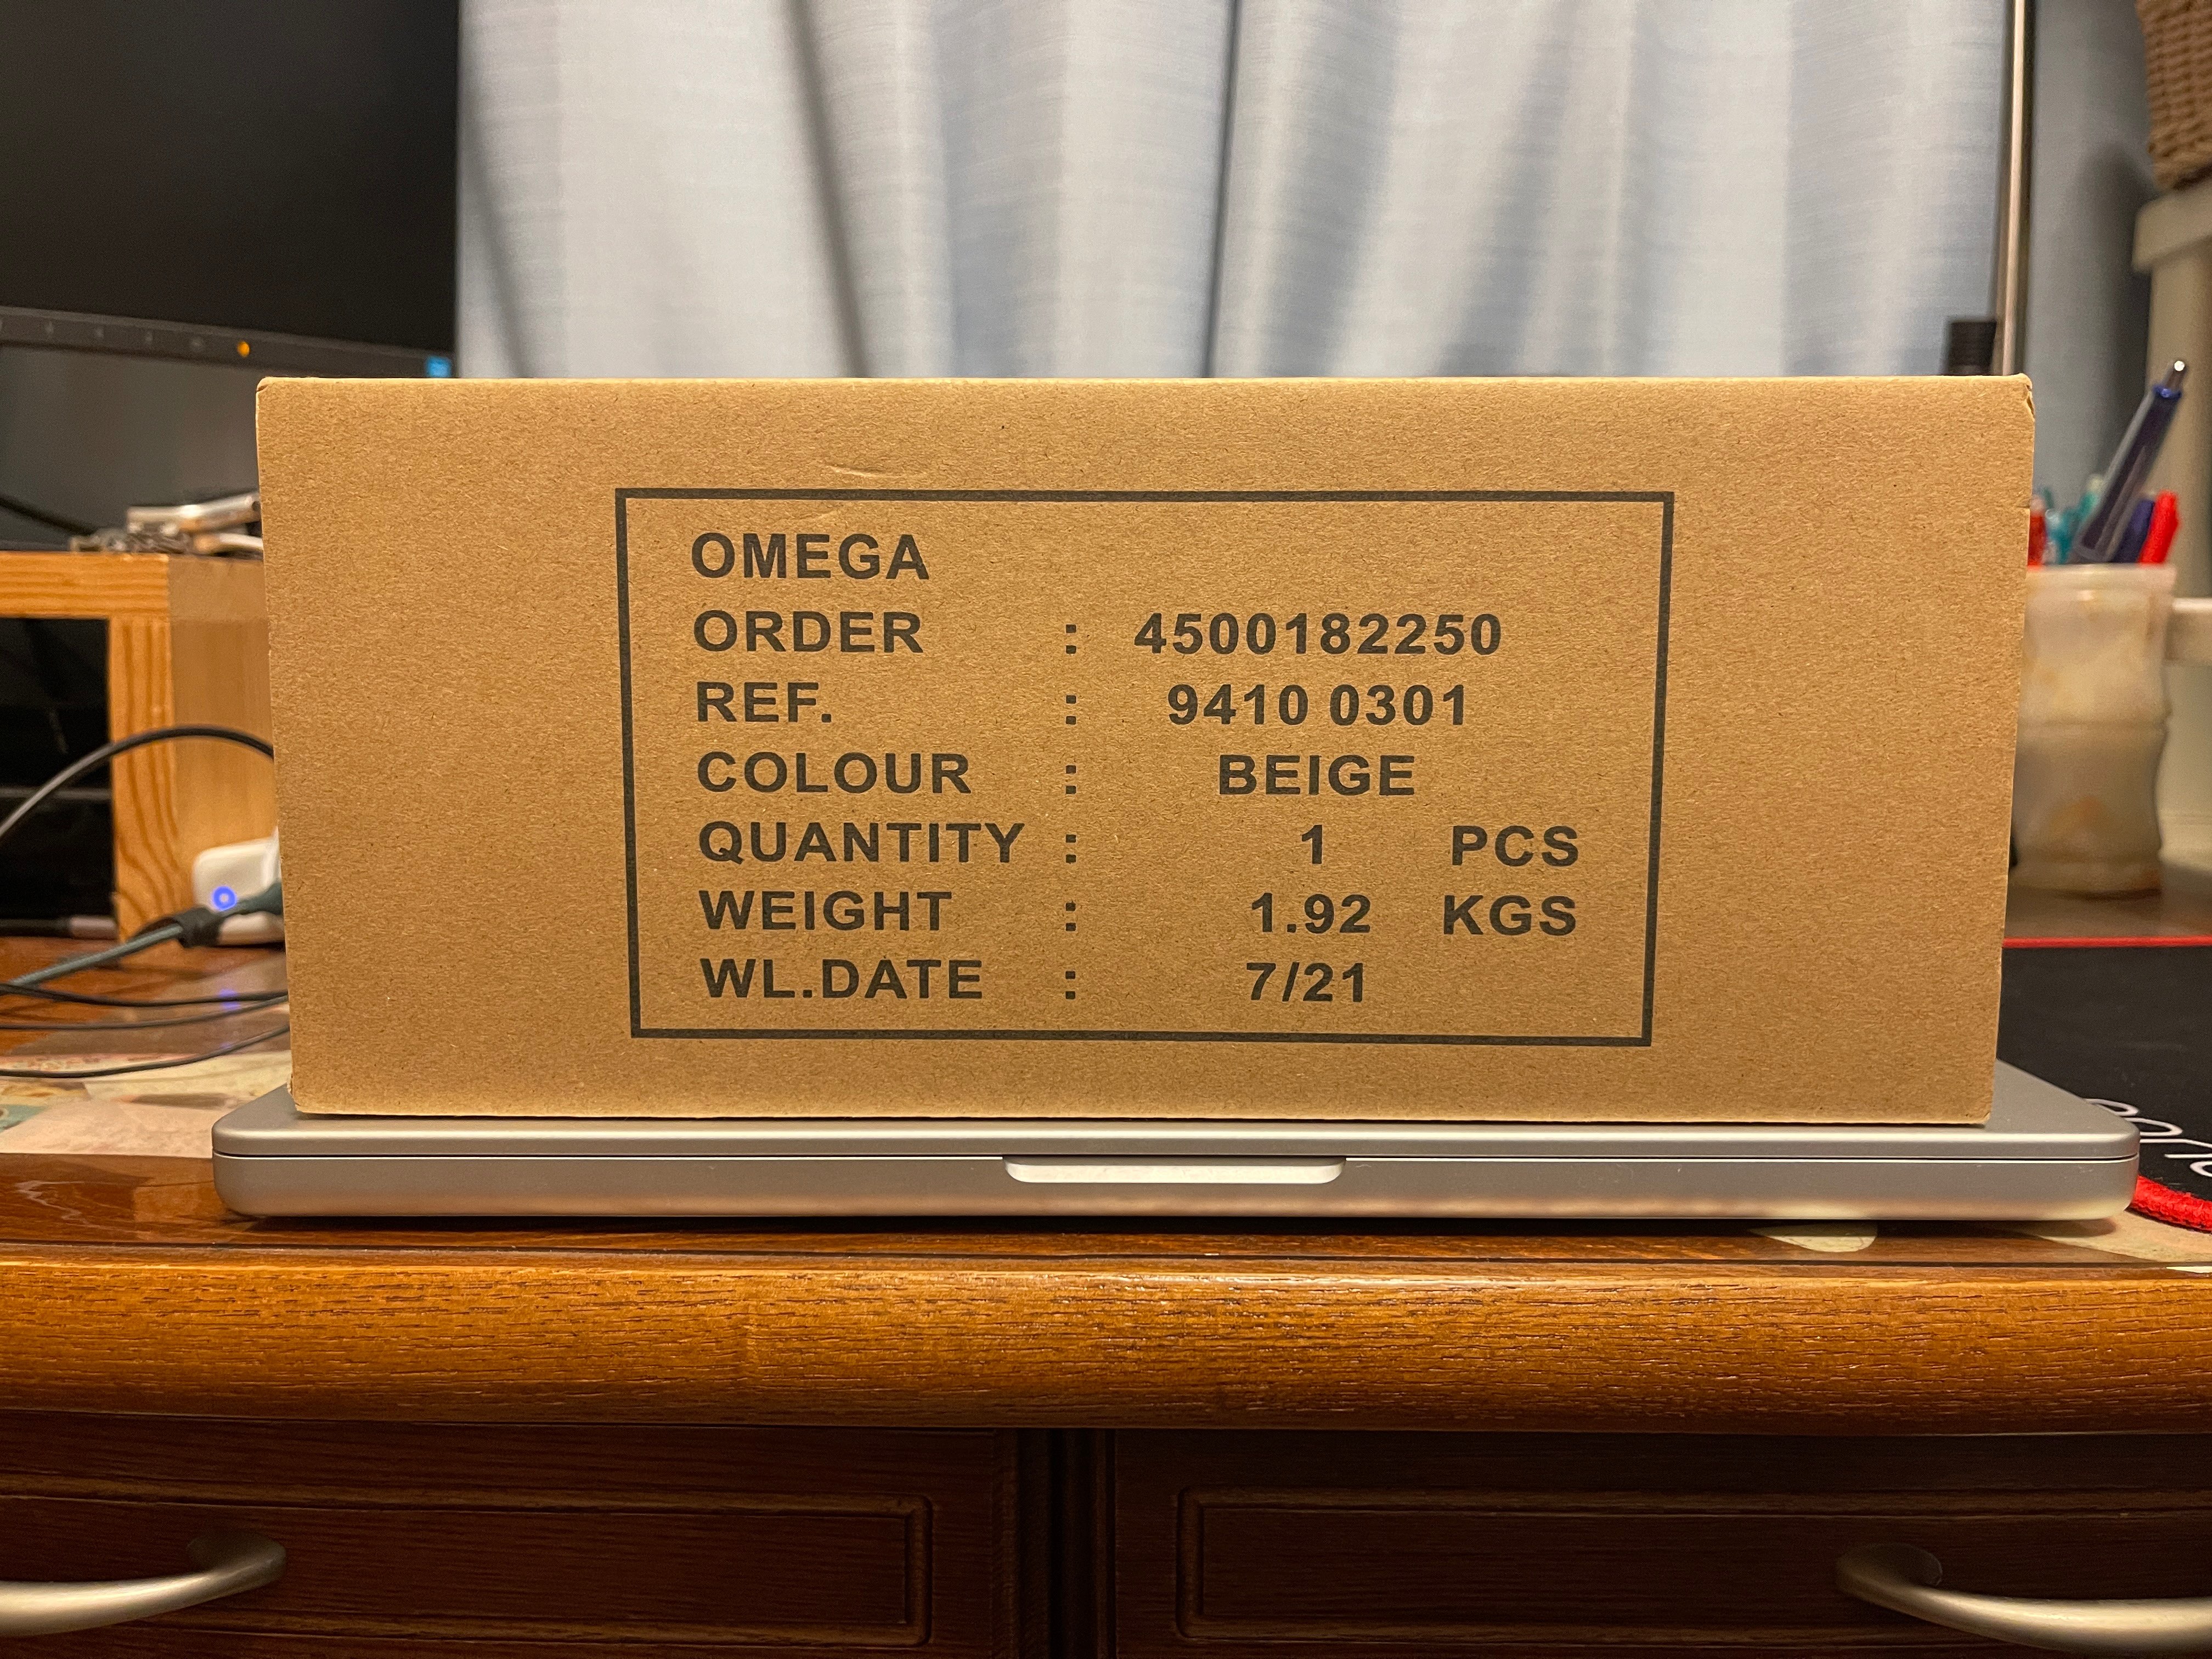 OMEGA
ORDER : 4500182250
REF. : 9410 0301
COLOUR : BEIGE
QUANTITY : 1 PCS
WEIGHT : 1.92 KGS
WL.DATE : 7/21